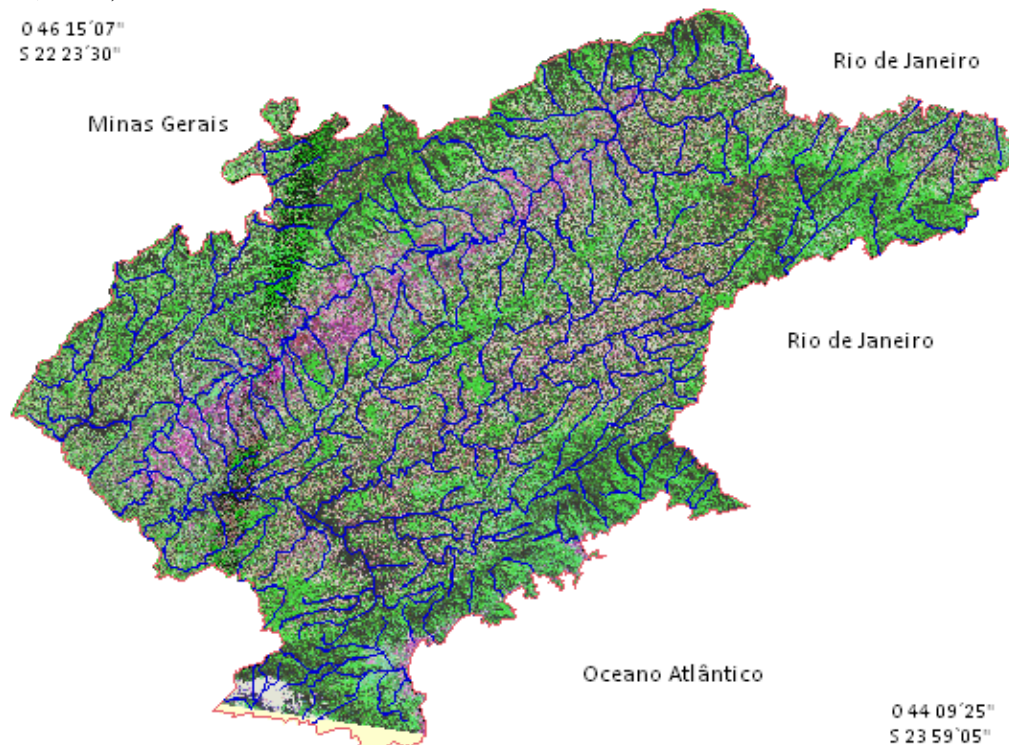 O 46 15´07"
S 22 23´30"
Rio de Janeiro
Minas Gerais
Rio de Janeiro
Oceano Atlântico
O 44 09´25"
S 23 59´05"